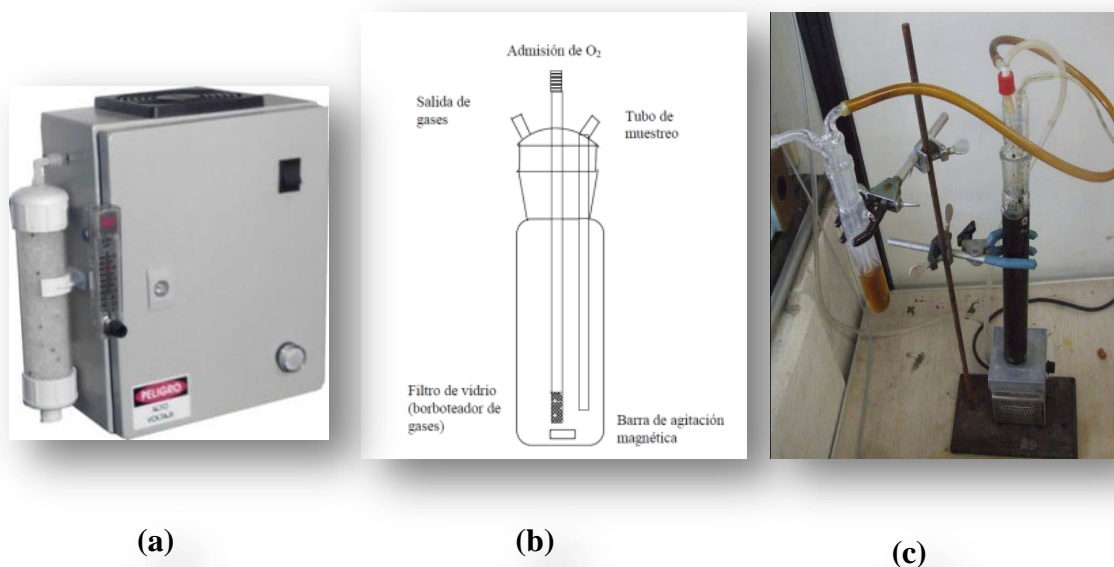 PELIGRO
ALTO
VOLTAJE
Admisión de O₂
Salida de
gases
Tubo de
muestreo
Filtro de vidrio
(borboteador de
gases)
Barra de agitación
magnética
(a)
(b)
(c)